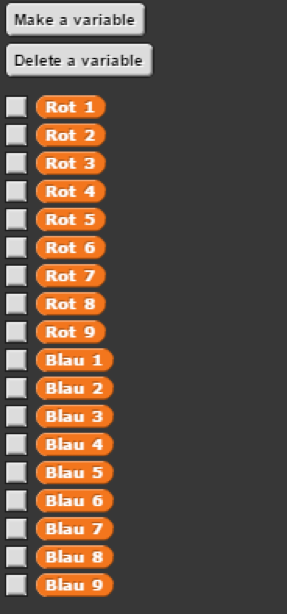 Make a variable
Delete a variable
Rot 1
Rot 2
Rot 3
Rot 4
Rot 5
Rot 6
Rot 7
Rot 8
Rot 9
Blau 1
Blau 2
Blau 3
Blau 4
Blau 5
Blau 6
Blau 7
Blau 8
Blau 9